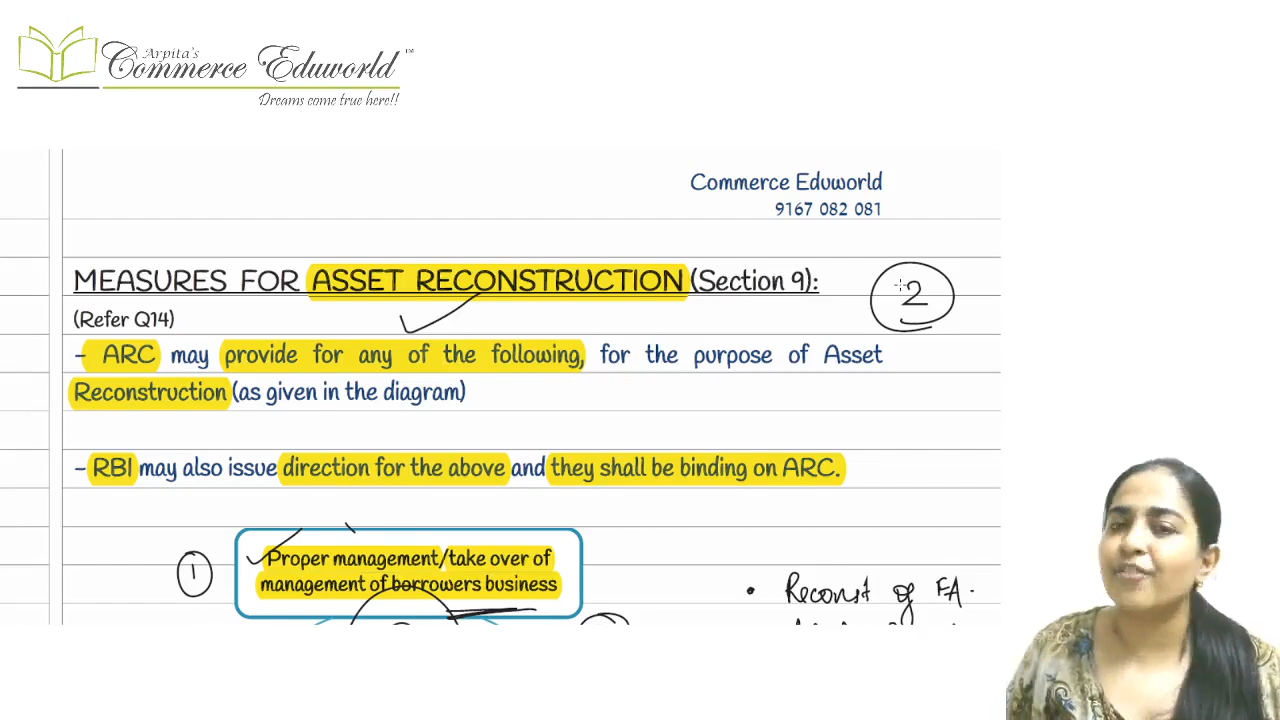 Arpita's
Commerce Eduworld™
Dreams come true here!!
Commerce Eduworld
9167 082 081
MEASURES FOR ASSET RECONSTRUCTION (Section 9):
2
(Refer Q14)
- ARC may provide for any of the following, for the purpose of Asset
Reconstruction (as given in the diagram)
- RBI may also issue direction for the above and they shall be binding on ARC.
1
Proper management/take over of
management of borrowers business
• Reconst of FA.